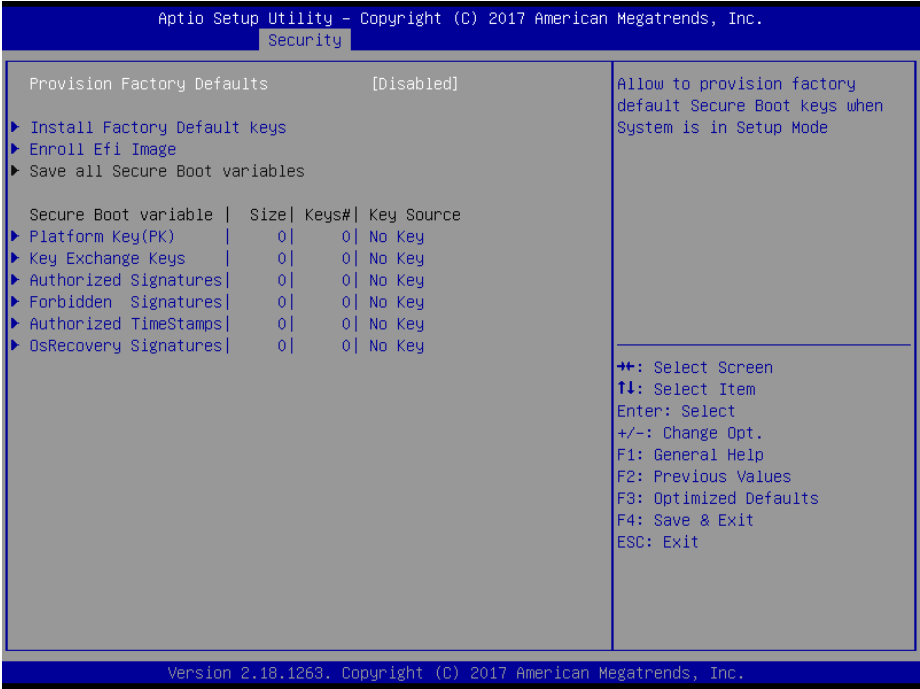 Aptio Setup Utility – Copyright (C) 2017 American Megatrends, Inc.
Security
Provision Factory Defaults [Disabled]
Install Factory Default keys
Enroll Efi Image
Save all Secure Boot variables
Secure Boot variable | Size| Keys#| Key Source
Platform Key(PK) | 0| 0| No Key
Key Exchange Keys | 0| 0| No Key
Authorized Signatures| 0| 0| No Key
Forbidden Signatures| 0| 0| No Key
Authorized TimeStamps| 0| 0| No Key
OsRecovery Signatures| 0| 0| No Key
Allow to provision factory
default Secure Boot keys when
System is in Setup Mode
→←: Select Screen
↑↓: Select Item
Enter: Select
+/-: Change Opt.
F1: General Help
F2: Previous Values
F3: Optimized Defaults
F4: Save & Exit
ESC: Exit
Version 2.18.1263. Copyright (C) 2017 American Megatrends, Inc.